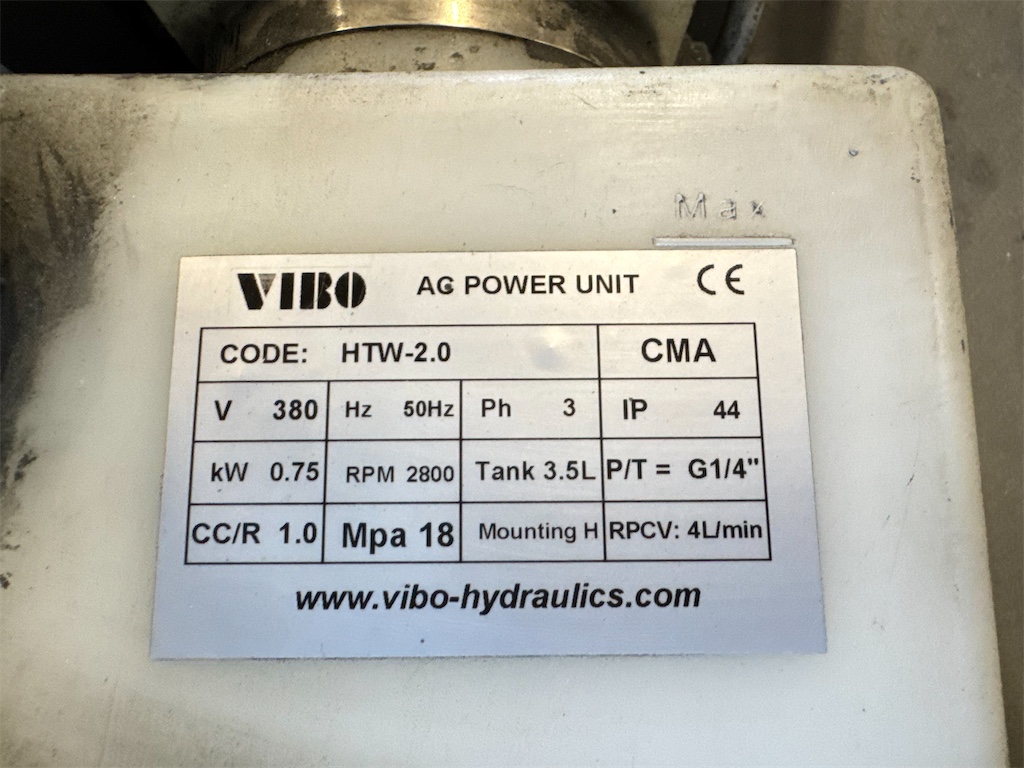 Max
VIBO AC POWER UNIT CE
CODE: HTW-2.0 CMA
V 380 Hz 50Hz Ph 3 IP 44
kW 0.75 RPM 2800 Tank 3.5L P/T = G1/4"
CC/R 1.0 Mpa 18 Mounting H RPCV: 4L/min
www.vibo-hydraulics.com